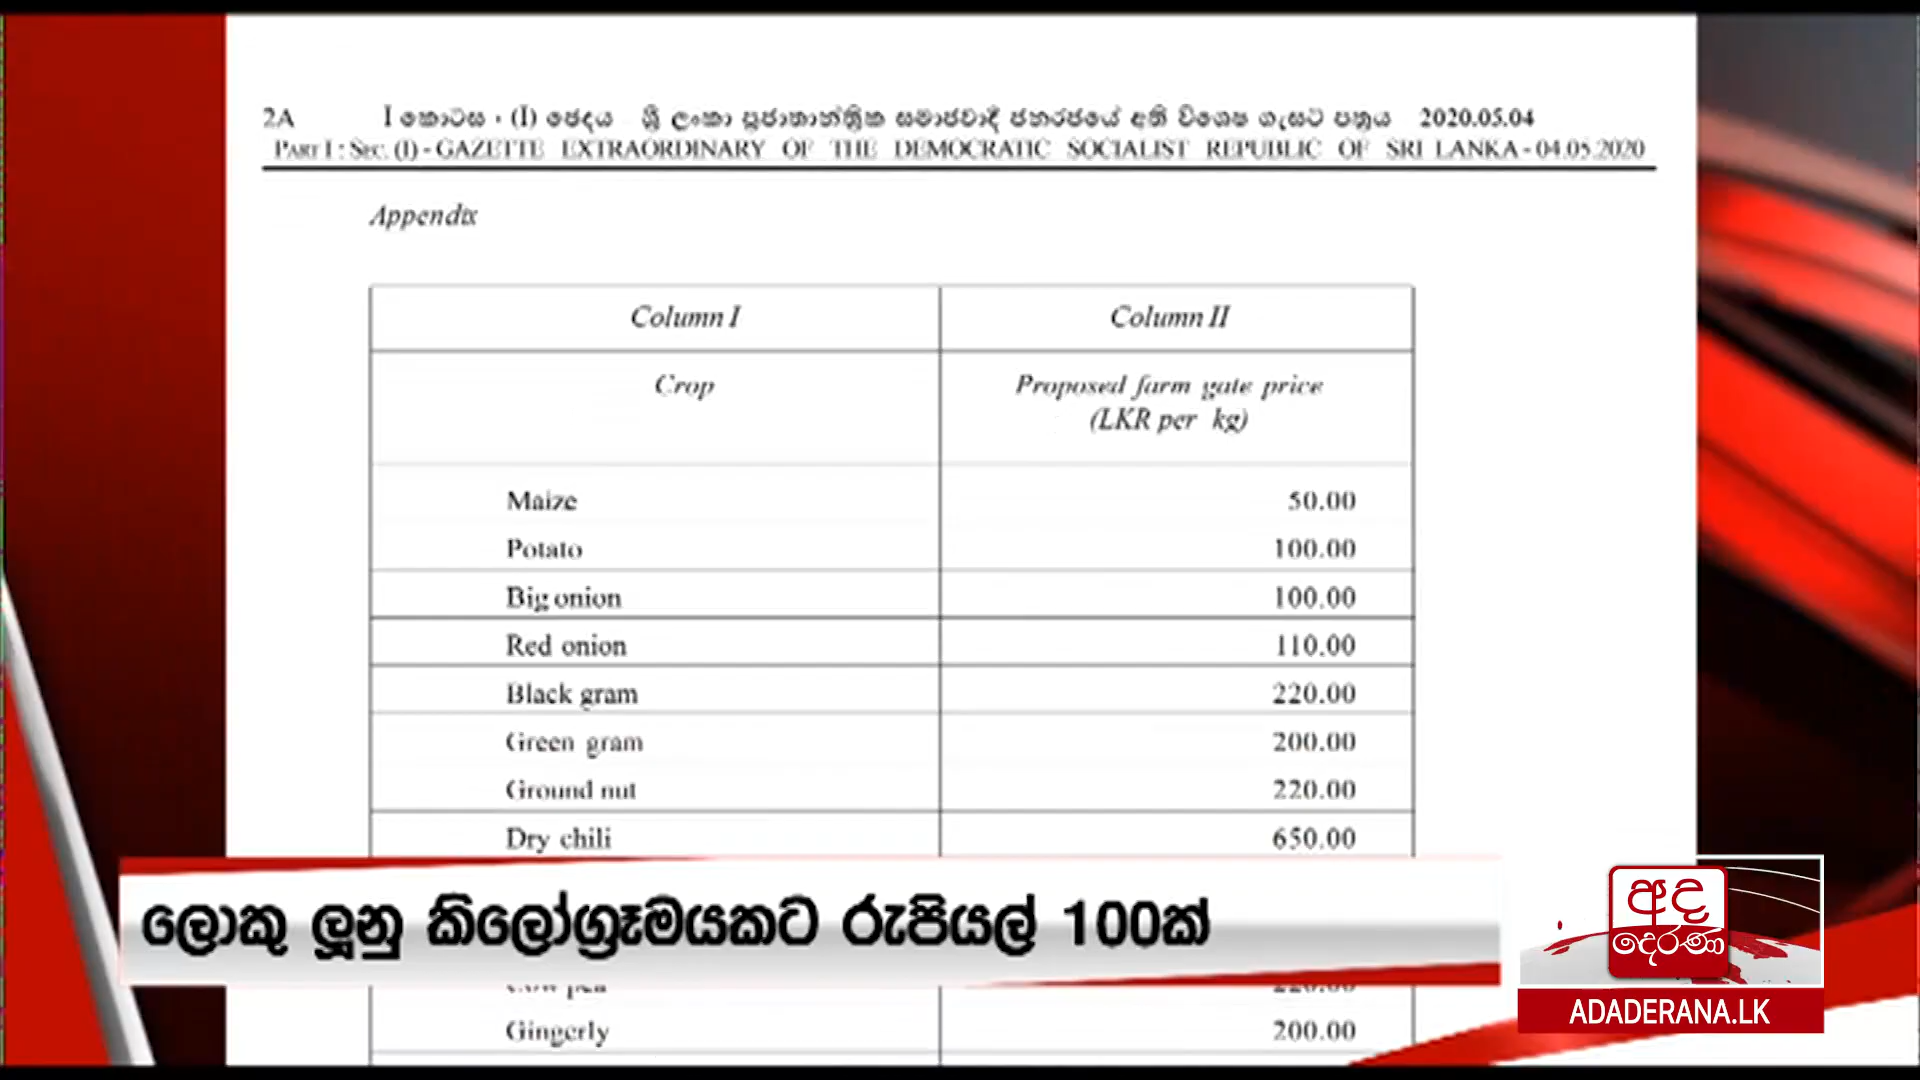 2A I කොටස : (I) ඡෙදය - ශ්‍රී ලංකා ප්‍රජාතාන්ත්‍රික සමාජවාදී ජනරජයේ අති විශෙෂ ගැසට් පත්‍රය - 2020.05.04
PART I : SEC. (I) - GAZETTE EXTRAORDINARY OF THE DEMOCRATIC SOCIALIST REPUBLIC OF SRI LANKA - 04.05.2020
Appendix
Column I Column II
Crop Proposed farm gate price
(LKR per kg)
Maize 50.00
Potato 100.00
Big onion 100.00
Red onion 110.00
Black gram 220.00
Green gram 200.00
Ground nut 220.00
Dry chili 650.00
ලොකු ලූනු කිලෝග්‍රෑමයකට රුපියල් 100ක්
Cow pea 220.00
Gingerly 200.00
අද
දෙරණ
ADADERANA.LK